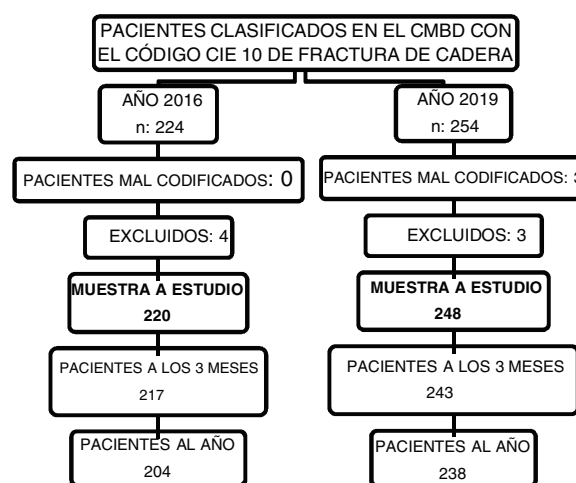 PACIENTES CLASIFICADOS EN EL CMBD CON
EL CÓDIGO CIE 10 DE FRACTURA DE CADERA
AÑO 2016
n: 224
AÑO 2019
n: 254
PACIENTES MAL CODIFICADOS: 0
PACIENTES MAL CODIFICADOS: 3
EXCLUIDOS: 4
EXCLUIDOS: 3
MUESTRA A ESTUDIO
220
MUESTRA A ESTUDIO
248
PACIENTES A LOS 3 MESES
217
PACIENTES A LOS 3 MESES
243
PACIENTES AL AÑO
204
PACIENTES AL AÑO
238